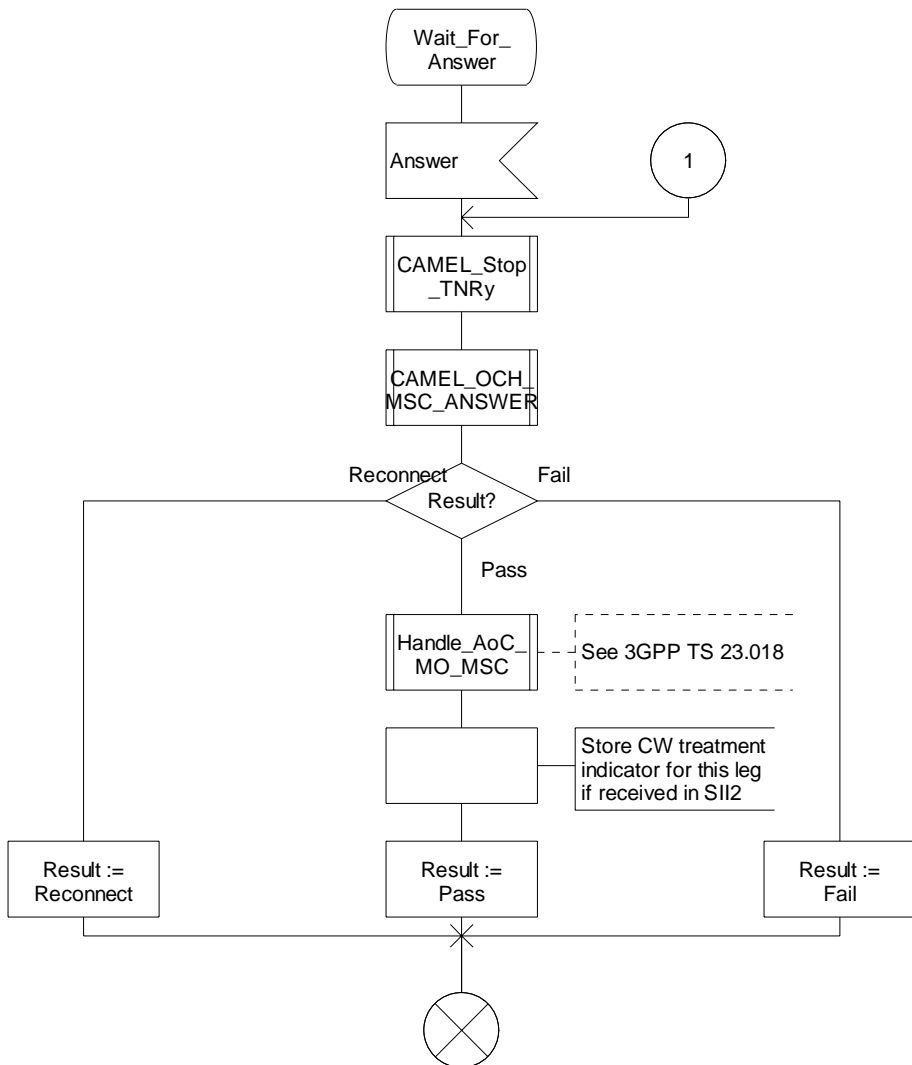 Wait_For_
Answer
Answer
1
CAMEL_Stop
_TNRy
CAMEL_OCH_
MSC_ANSWER
Reconnect
Fail
Result?
Pass
Handle_AoC_
MO_MSC
See 3GPP TS 23.018
Store CW treatment
indicator for this leg
if received in SII2
Result :=
Reconnect
Result :=
Pass
Result :=
Fail